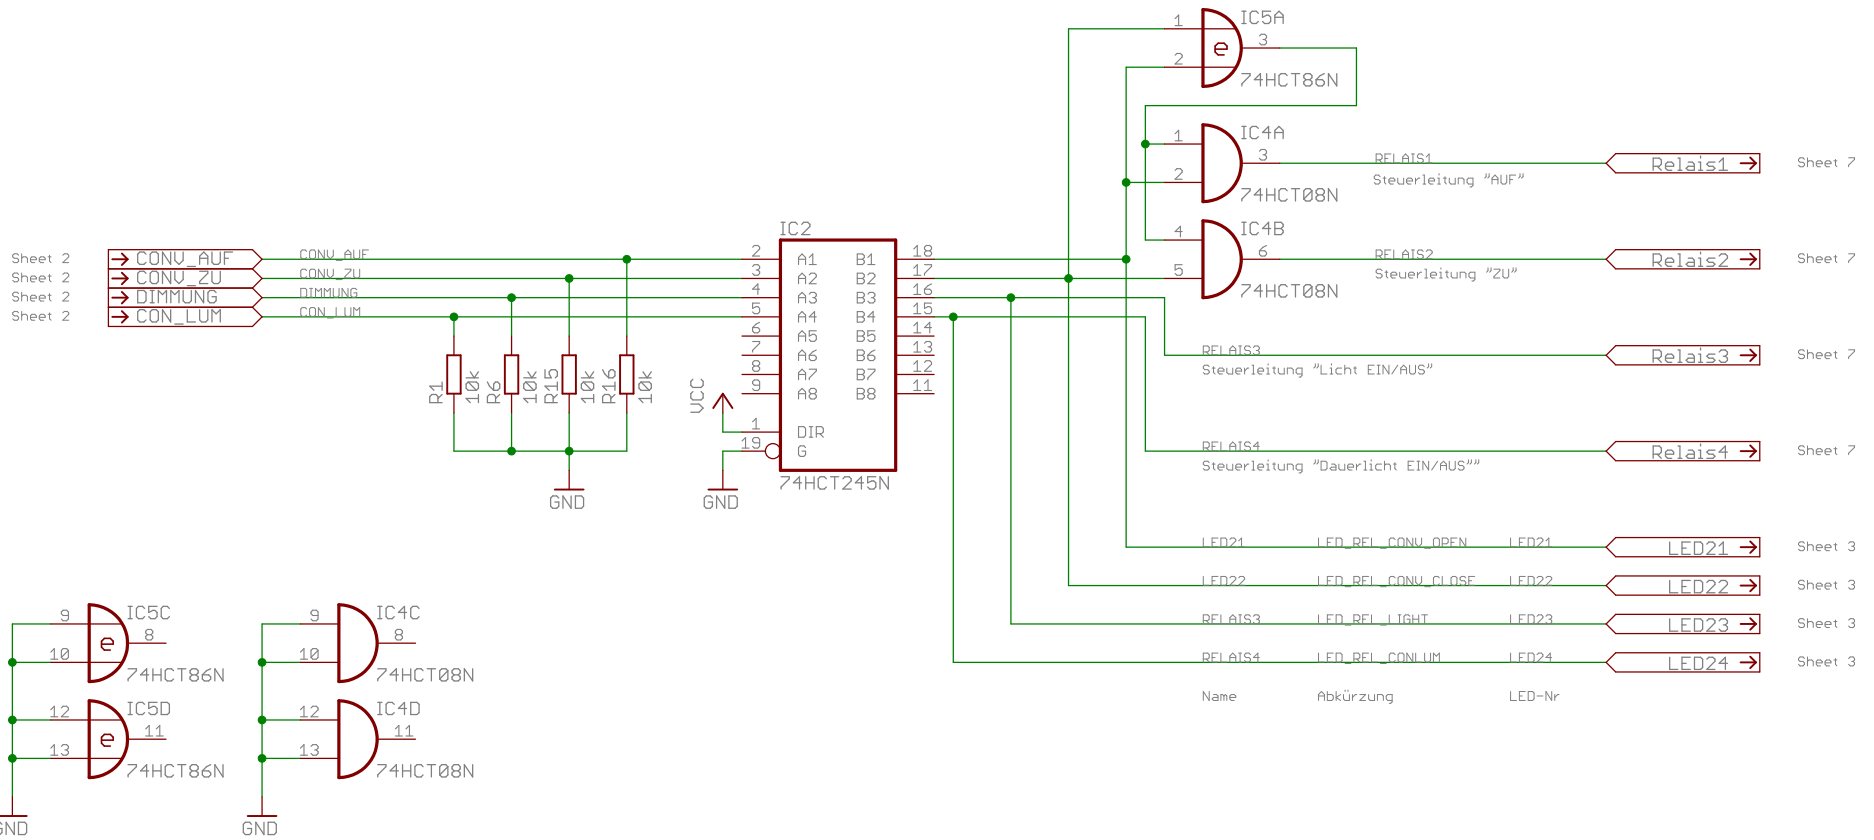 1 IC5A
3
2
74HCT86N
1 IC4A
3 RELAIS1 Relais1 Sheet 7
2 Steuerleitung "AUF"
74HCT08N
4 IC4B
6 RELAIS2 Relais2 Sheet 7
5 Steuerleitung "ZU"
74HCT08N
IC2
Sheet 2 CONV_AUF CONV_AUF 2 A1 B1 18
Sheet 2 CONV_ZU CONV_ZU 3 A2 B2 17
Sheet 2 DIMMUNG DIMMUNG 4 A3 B3 16
Sheet 2 CON_LUM CON_LUM 5 A4 B4 15
6 A5 B5 14
7 A6 B6 13
8 A7 B7 12
9 A8 B8 11
1 DIR
19 G
74HCT245N
R1 10k R6 10k R15 10k R16 10k
VCC
GND
GND
RELAIS3 Relais3 Sheet 7
Steuerleitung "Licht EIN/AUS"
RELAIS4 Relais4 Sheet 7
Steuerleitung "Dauerlicht EIN/AUS""
LED21 LED_REL_CONV_OPEN LED21 LED21 Sheet 3
LED22 LED_REL_CONV_CLOSE LED22 LED22 Sheet 3
RELAIS3 LED_REL_LIGHT LED23 LED23 Sheet 3
RELAIS4 LED_REL_CONLUM LED24 LED24 Sheet 3
Name Abkürzung LED-Nr
9 IC5C
e 8
10
74HCT86N
12 IC5D
e 11
13
74HCT86N
GND
9 IC4C
8
10
74HCT08N
12 IC4D
11
13
74HCT08N
GND
e